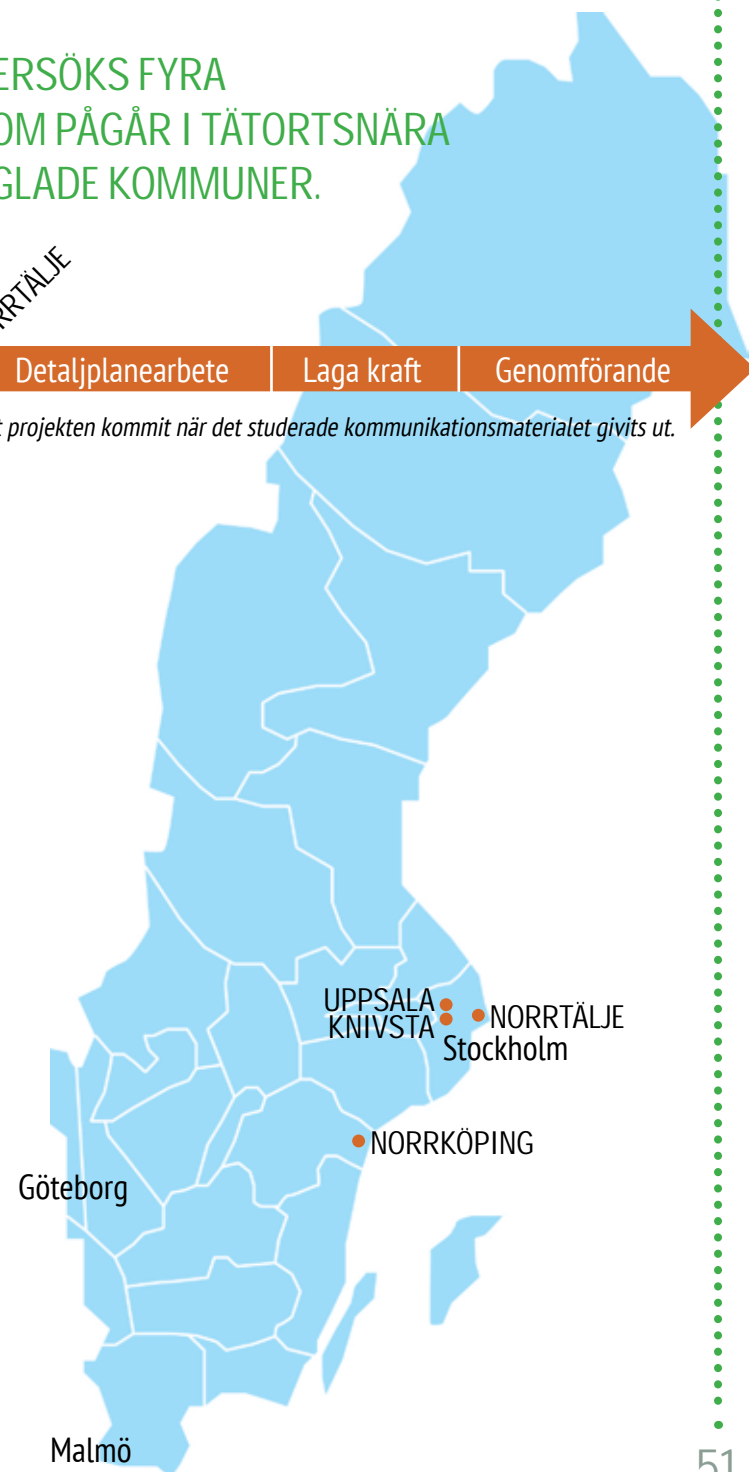 ERSÖKS FYRA
OM PÅGÅR I TÄTORTSNÄRA
GLADE KOMMUNER.
RRTÄLJE
Detaljplanearbete Laga kraft Genomförande
t projekten kommit när det studerade kommunikationsmaterialet givits ut.
UPPSALA
KNIVSTA
NORRTÄLJE
Stockholm
NORRKÖPING
Göteborg
Malmö
51